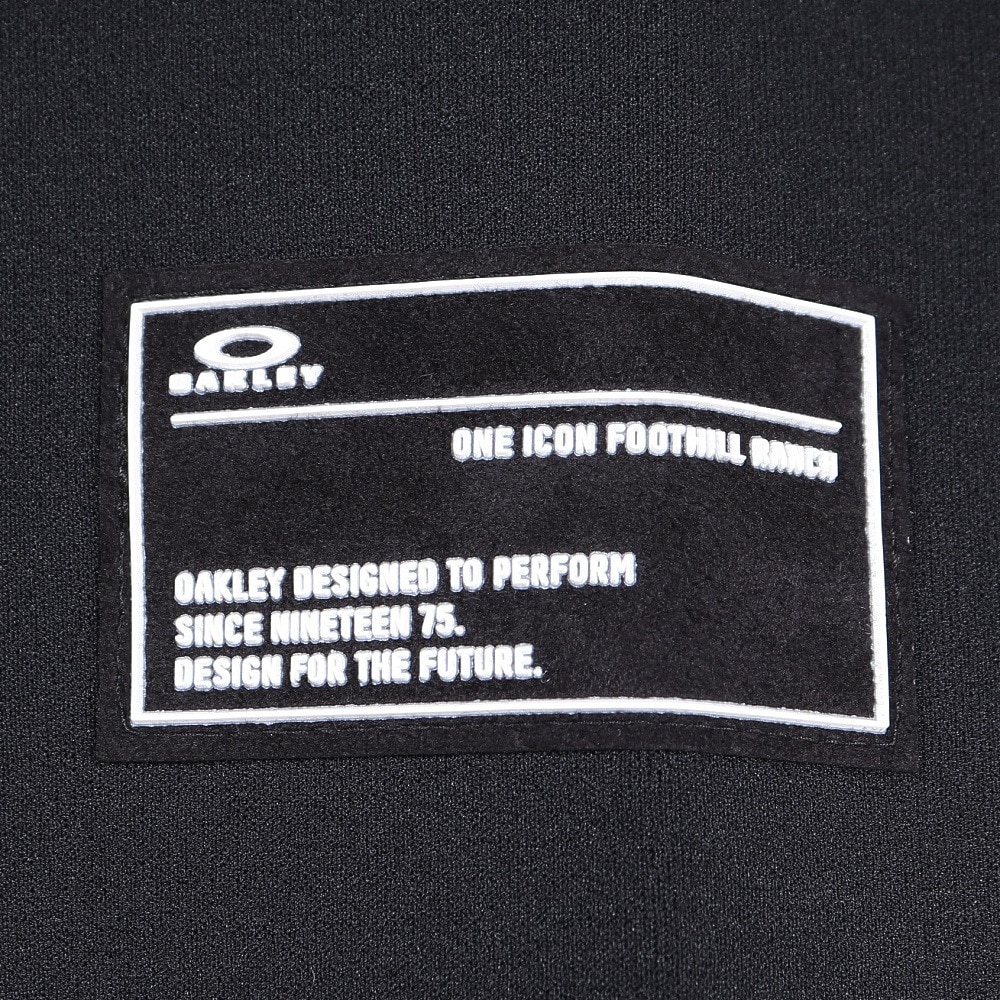 OAKLEY
ONE ICON FOOTHILL RANCH
OAKLEY DESIGNED TO PERFORM
SINCE NINETEEN 75.
DESIGN FOR THE FUTURE.